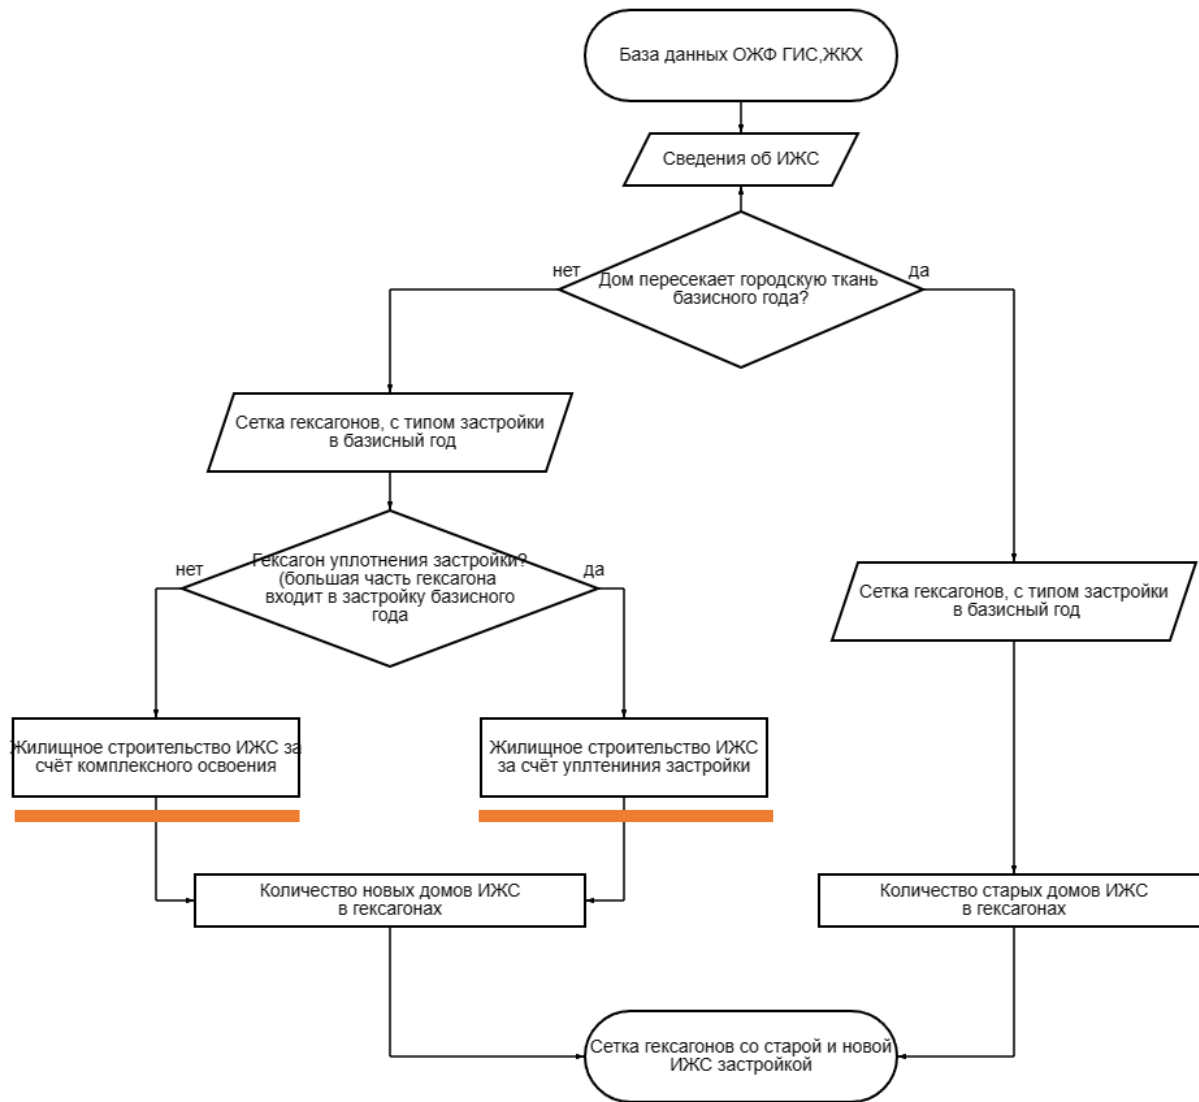 База данных ОЖФ ГИС,ЖКХ
Сведения об ИЖС
нет
да
Дом пересекает городскую ткань
базисного года?
Сетка гексагонов, с типом застройки
в базисный год
нет
да
Гексагон уплотнения застройки?
(большая часть гексагона
входит в застройку базисного
года
Сетка гексагонов, с типом застройки
в базисный год
Жилищное строительство ИЖС за
счёт комплексного освоения
Жилищное строительство ИЖС
за счёт уплтениния застройки
Количество новых домов ИЖС
в гексагонах
Количество старых домов ИЖС
в гексагонах
Сетка гексагонов со старой и новой
ИЖС застройкой